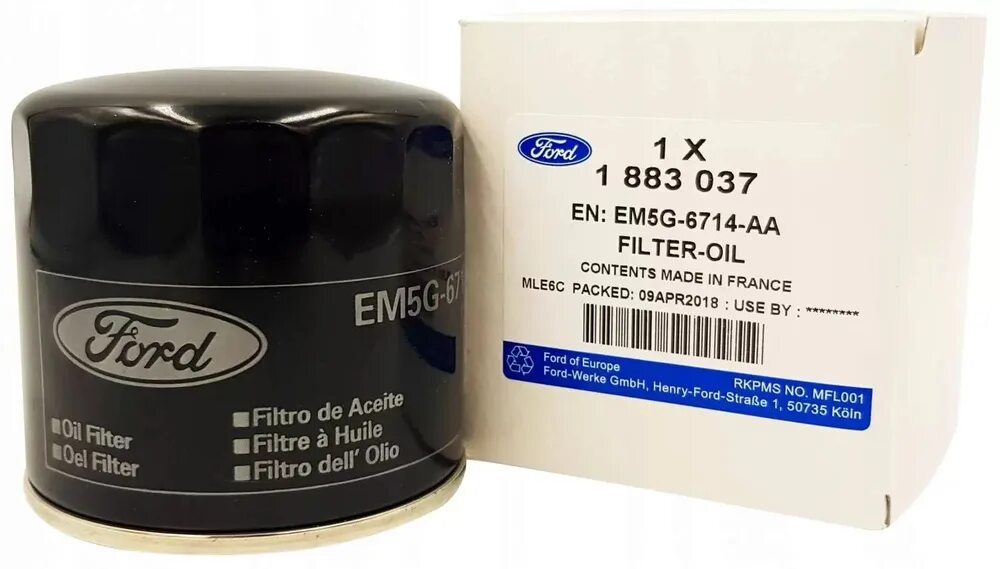 Ford
EM5G-671
Oil Filter
Oel Filter
Filtro de Aceite
Filtre à Huile
Filtro dell' Olio
Ford
1 X
1 883 037
EN: EM5G-6714-AA
FILTER-OIL
CONTENTS MADE IN FRANCE
MLE6C PACKED: 09APR2018 : USE BY : ********
Ford of Europe
Ford-Werke GmbH, Henry-Ford-Straße 1, 50735 Köln
RKPMS NO. MFL001